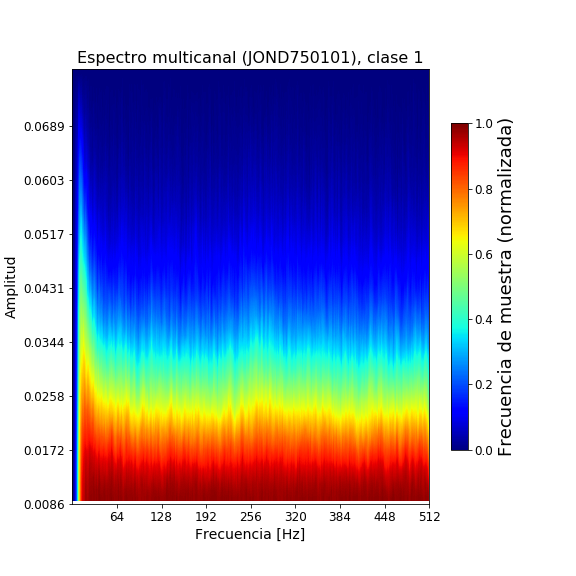 Espectro multicanal (JOND750101), clase 1
Amplitud
0.0689
0.0603
0.0517
0.0431
0.0344
0.0258
0.0172
0.0086
64 128 192 256 320 384 448 512
Frecuencia [Hz]
1.0
0.8
0.6
0.4
0.2
0.0
Frecuencia de muestra (normalizada)